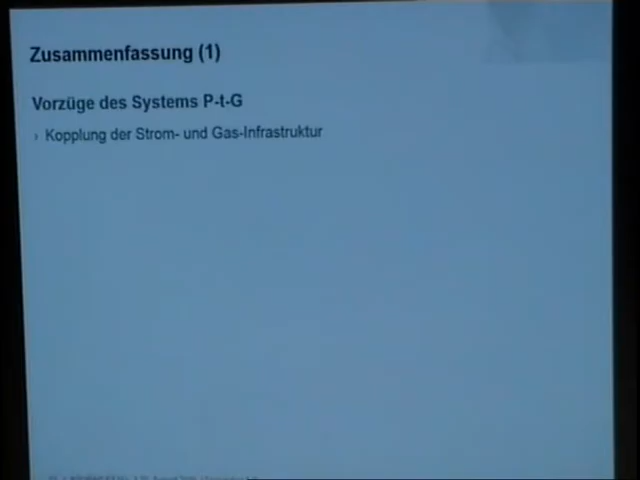 Zusammenfassung (1)
Vorzüge des Systems P-t-G
› Kopplung der Strom- und Gas-Infrastruktur